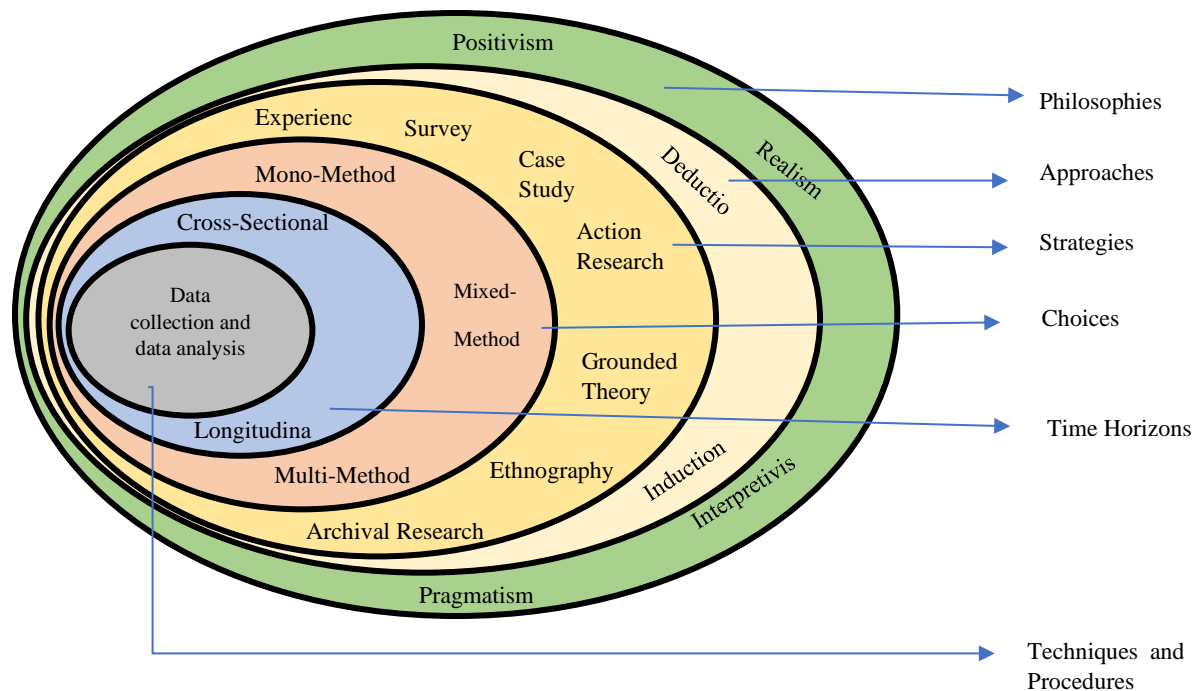 Positivism
Philosophies
Experienc
Survey
Realism
Mono-Method
Case
Study
Deductio
Approaches
Cross-Sectional
Action
Research
Strategies
Data
collection and
data analysis
Mixed-
Method
Choices
Grounded
Theory
Longitudina
Time Horizons
Multi-Method
Ethnography
Induction
Interpretivis
Archival Research
Pragmatism
Techniques and
Procedures